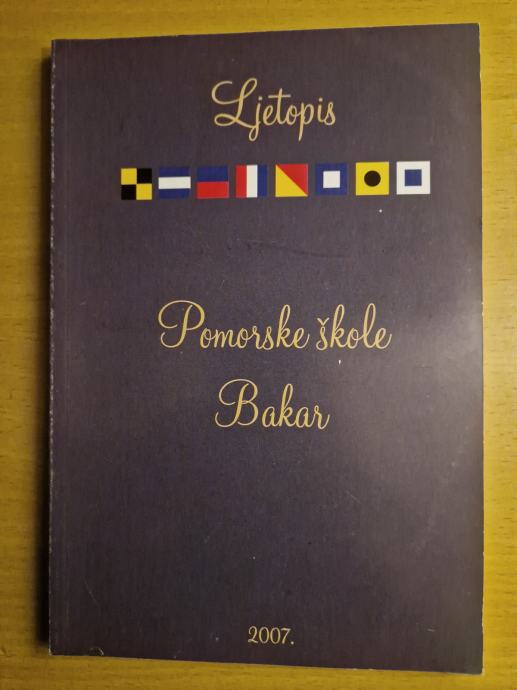 Ljetopis
Pomorske škole
Bakar
2007.